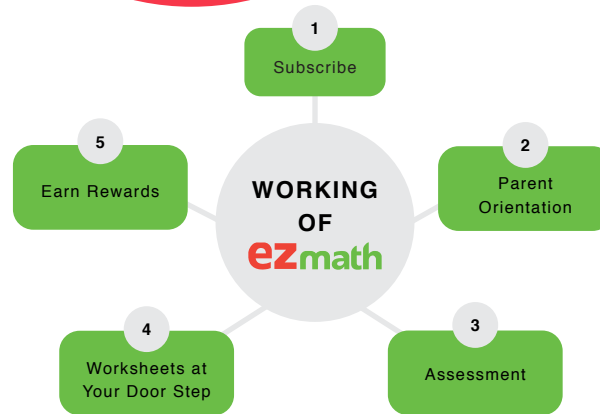 1
Subscribe
2
Parent
Orientation
3
Assessment
4
Worksheets at
Your Door Step
5
Earn Rewards
WORKING
OF
ezmath